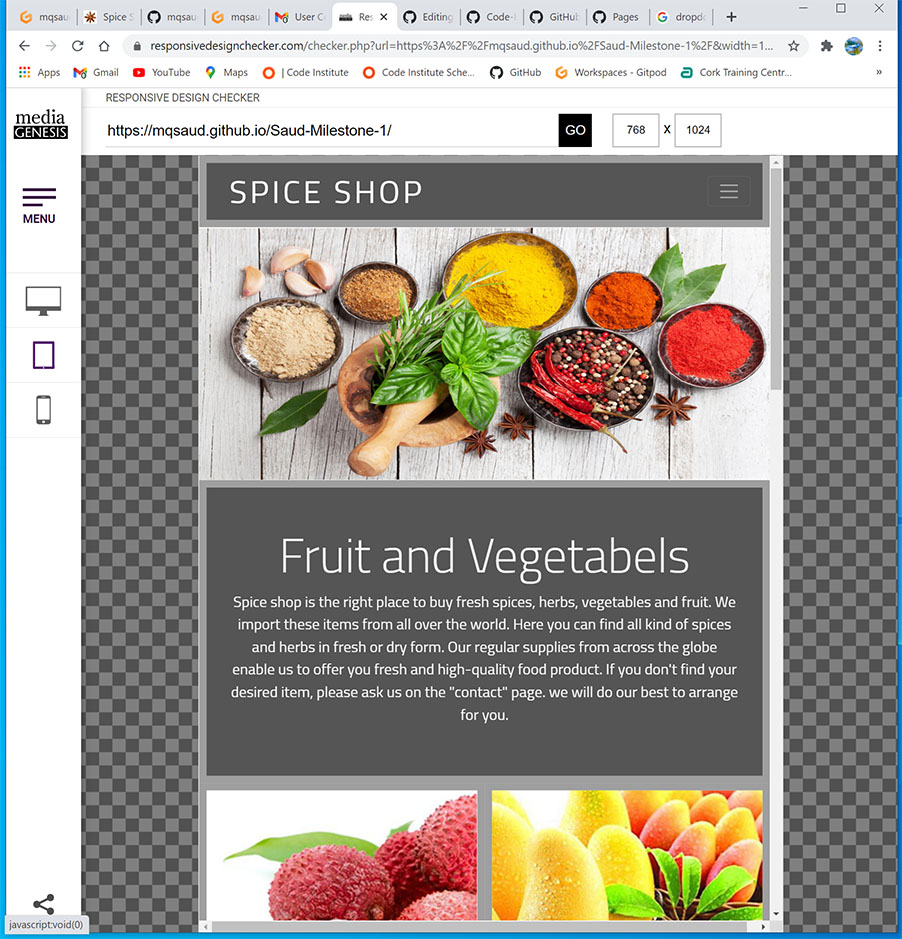 mqsau
Spice S
mqsau
mqsau
User C
Res
Editing
Code-I
GitHub
Pages
dropdo
responsivedesignchecker.com/checker.php?url=https%3A%2F%2Fmqsaud.github.io%2FSaud-Milestone-1%2F&width=1...
Apps
Gmail
YouTube
Maps
| Code Institute
Code Institute Sche...
GitHub
Workspaces - Gitpod
Cork Training Centr...
»
RESPONSIVE DESIGN CHECKER
media
GENESIS
https://mqsaud.github.io/Saud-Milestone-1/
GO
768 X 1024
MENU
SPICE SHOP
Fruit and Vegetabels
Spice shop is the right place to buy fresh spices, herbs, vegetables and fruit. We
import these items from all over the world. Here you can find all kind of spices
and herbs in fresh or dry form. Our regular supplies from across the globe
enable us to offer you fresh and high-quality food product. If you don't find your
desired item, please ask us on the "contact" page. we will do our best to arrange
for you.
javascript:void(0)